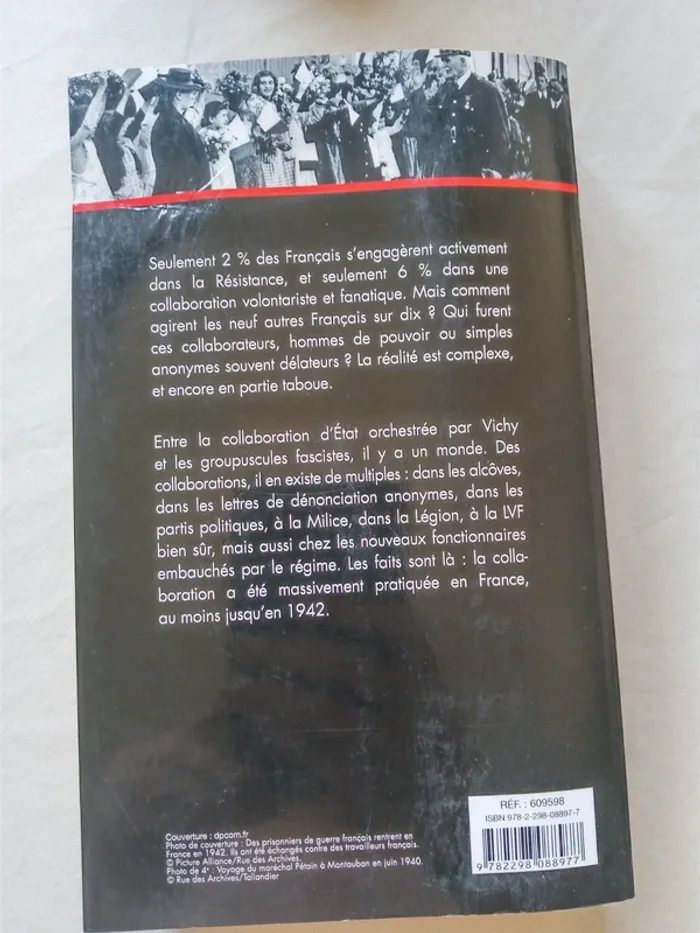 Seulement 2 % des Français s'engagèrent activement
dans la Résistance, et seulement 6 % dans une
collaboration volontariste et fanatique. Mais comment
agirent les neuf autres Français sur dix ? Qui furent
ces collaborateurs, hommes de pouvoir ou simples
anonymes souvent délateurs ? La réalité est complexe,
et encore en partie taboue.
Entre la collaboration d'État orchestrée par Vichy
et les groupuscules fascistes, il y a un monde. Des
collaborations, il en existe de multiples : dans les alcôves,
dans les lettres de dénonciation anonymes, dans les
partis politiques, à la Milice, dans la Légion, à la LVF
bien sûr, mais aussi chez les nouveaux fonctionnaires
embauchés par le régime. Les faits sont là : la colla-
boration a été massivement pratiquée en France,
au moins jusqu'en 1942.
Couverture : dpcom.fr
Photo de couverture : Des prisonniers de guerre français rentrent en
France en 1942. Ils ont été échangés contre des travailleurs français.
© Picture Alliance/Rue des Archives.
Photo de 4e : Voyage du maréchal Pétain à Montauban en juin 1940.
© Rue des Archives/Tallandier
RÉF. : 609598
ISBN 978-2-298-08897-7
9 782298 088977